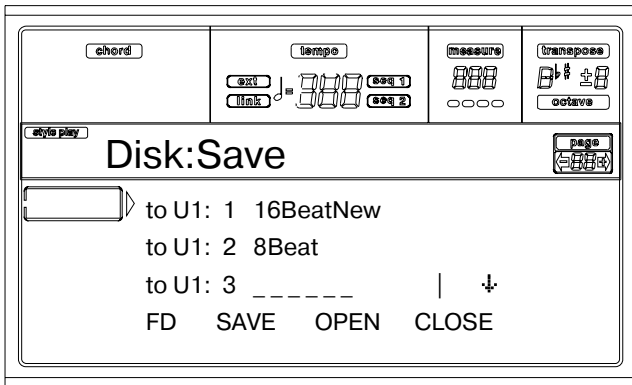 chord tempo measure transpose
ext seq 1
link seq 2 octave
style play
Disk:Save page
to U1: 1 16BeatNew
to U1: 2 8Beat
to U1: 3 _ _ _ _ _ _
FD SAVE OPEN CLOSE